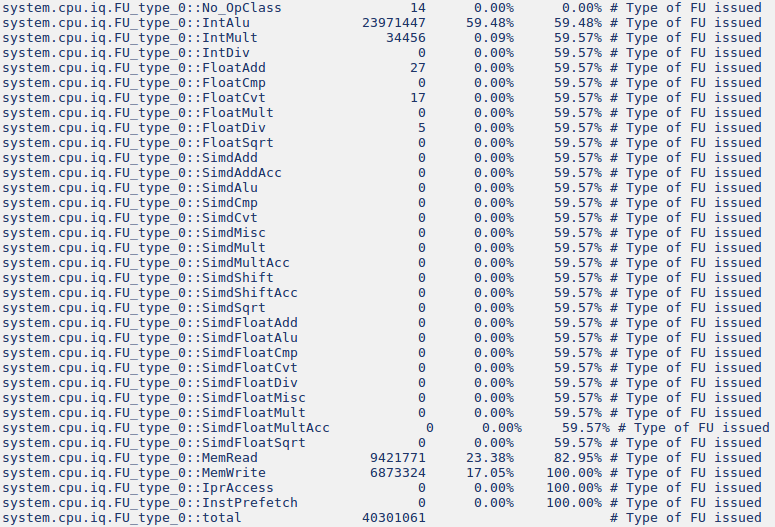 system.cpu.iq.FU_type_0::No_OpClass 14 0.00% 0.00% # Type of FU issued
system.cpu.iq.FU_type_0::IntAlu 23971447 59.48% 59.48% # Type of FU issued
system.cpu.iq.FU_type_0::IntMult 34456 0.09% 59.57% # Type of FU issued
system.cpu.iq.FU_type_0::IntDiv 0 0.00% 59.57% # Type of FU issued
system.cpu.iq.FU_type_0::FloatAdd 27 0.00% 59.57% # Type of FU issued
system.cpu.iq.FU_type_0::FloatCmp 0 0.00% 59.57% # Type of FU issued
system.cpu.iq.FU_type_0::FloatCvt 17 0.00% 59.57% # Type of FU issued
system.cpu.iq.FU_type_0::FloatMult 0 0.00% 59.57% # Type of FU issued
system.cpu.iq.FU_type_0::FloatDiv 5 0.00% 59.57% # Type of FU issued
system.cpu.iq.FU_type_0::FloatSqrt 0 0.00% 59.57% # Type of FU issued
system.cpu.iq.FU_type_0::SimdAdd 0 0.00% 59.57% # Type of FU issued
system.cpu.iq.FU_type_0::SimdAddAcc 0 0.00% 59.57% # Type of FU issued
system.cpu.iq.FU_type_0::SimdAlu 0 0.00% 59.57% # Type of FU issued
system.cpu.iq.FU_type_0::SimdCmp 0 0.00% 59.57% # Type of FU issued
system.cpu.iq.FU_type_0::SimdCvt 0 0.00% 59.57% # Type of FU issued
system.cpu.iq.FU_type_0::SimdMisc 0 0.00% 59.57% # Type of FU issued
system.cpu.iq.FU_type_0::SimdMult 0 0.00% 59.57% # Type of FU issued
system.cpu.iq.FU_type_0::SimdMultAcc 0 0.00% 59.57% # Type of FU issued
system.cpu.iq.FU_type_0::SimdShift 0 0.00% 59.57% # Type of FU issued
system.cpu.iq.FU_type_0::SimdShiftAcc 0 0.00% 59.57% # Type of FU issued
system.cpu.iq.FU_type_0::SimdSqrt 0 0.00% 59.57% # Type of FU issued
system.cpu.iq.FU_type_0::SimdFloatAdd 0 0.00% 59.57% # Type of FU issued
system.cpu.iq.FU_type_0::SimdFloatAlu 0 0.00% 59.57% # Type of FU issued
system.cpu.iq.FU_type_0::SimdFloatCmp 0 0.00% 59.57% # Type of FU issued
system.cpu.iq.FU_type_0::SimdFloatCvt 0 0.00% 59.57% # Type of FU issued
system.cpu.iq.FU_type_0::SimdFloatDiv 0 0.00% 59.57% # Type of FU issued
system.cpu.iq.FU_type_0::SimdFloatMisc 0 0.00% 59.57% # Type of FU issued
system.cpu.iq.FU_type_0::SimdFloatMult 0 0.00% 59.57% # Type of FU issued
system.cpu.iq.FU_type_0::SimdFloatMultAcc 0 0.00% 59.57% # Type of FU issued
system.cpu.iq.FU_type_0::SimdFloatSqrt 0 0.00% 59.57% # Type of FU issued
system.cpu.iq.FU_type_0::MemRead 9421771 23.38% 82.95% # Type of FU issued
system.cpu.iq.FU_type_0::MemWrite 6873324 17.05% 100.00% # Type of FU issued
system.cpu.iq.FU_type_0::IprAccess 0 0.00% 100.00% # Type of FU issued
system.cpu.iq.FU_type_0::InstPrefetch 0 0.00% 100.00% # Type of FU issued
system.cpu.iq.FU_type_0::total 40301061 # Type of FU issued